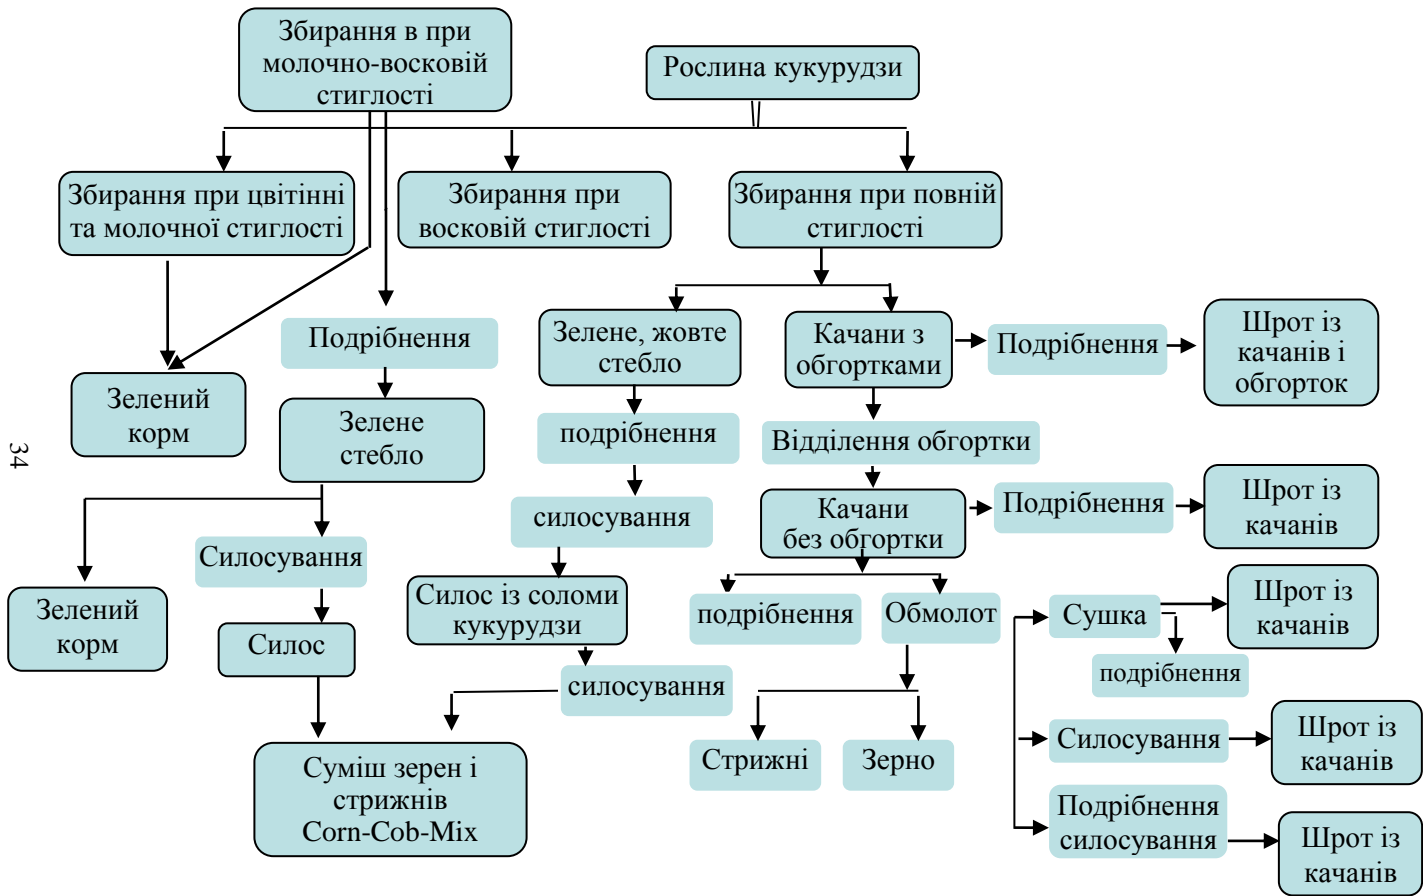 Збирання в при
молочно-восковій
стиглості
Рослина кукурудзи
Збирання при цвітінні
та молочної стиглості
Збирання при
восковій стиглості
Збирання при повній
стиглості
Подрібнення
Зелене, жовте
стебло
Качани з
обгортками
Подрібнення
Шрот із
качанів і
обгорток
Зелений
корм
Зелене
стебло
подрібнення
Відділення обгортки
34
силосування
Качани
без обгортки
Подрібнення
Шрот із
качанів
Силосування
Зелений
корм
Силос із соломи
кукурудзи
подрібнення
Обмолот
Сушка
Шрот із
качанів
Силос
силосування
подрібнення
Суміш зерен і
стрижнів
Corn-Cob-Mix
Стрижні
Зерно
Силосування
Шрот із
качанів
Подрібнення
силосування
Шрот із
качанів